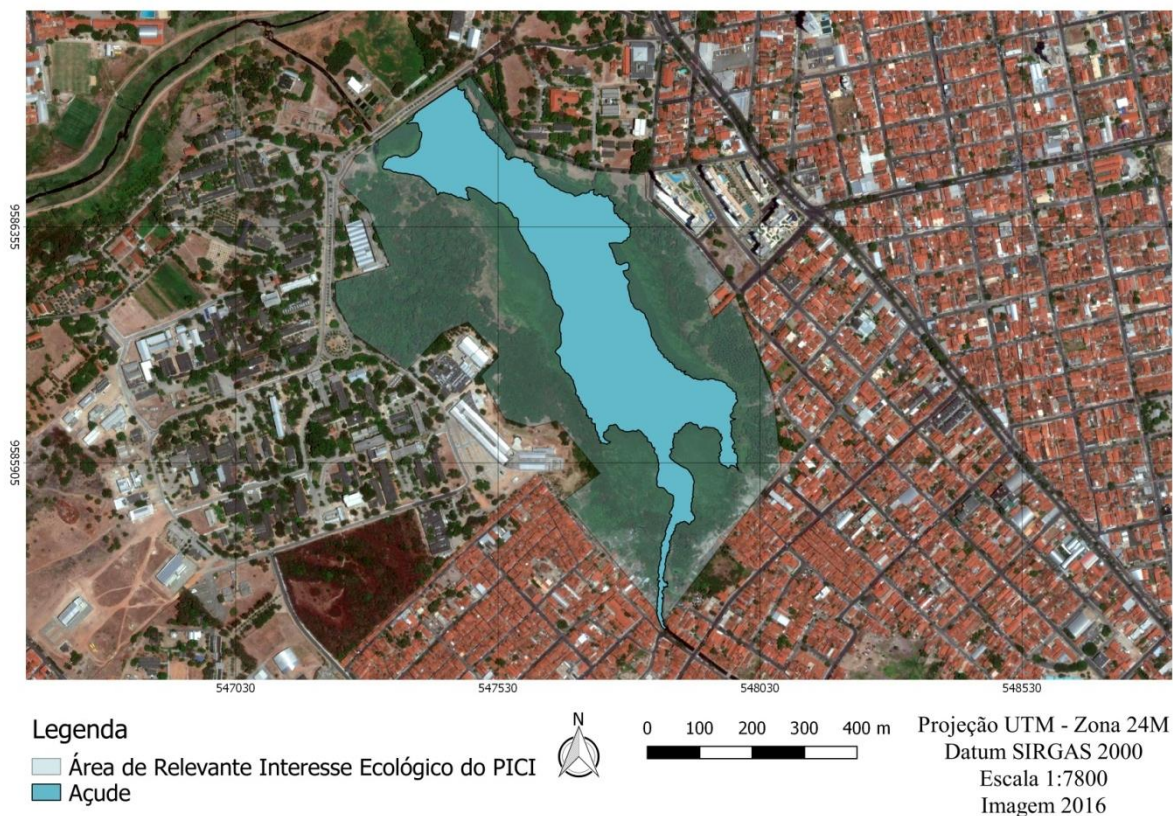 9586355
9585905
547030
547530
548030
548530
Legenda
Área de Relevante Interesse Ecológico do PICI
Açude
N
0 100 200 300 400 m
Projeção UTM - Zona 24M
Datum SIRGAS 2000
Escala 1:7800
Imagem 2016